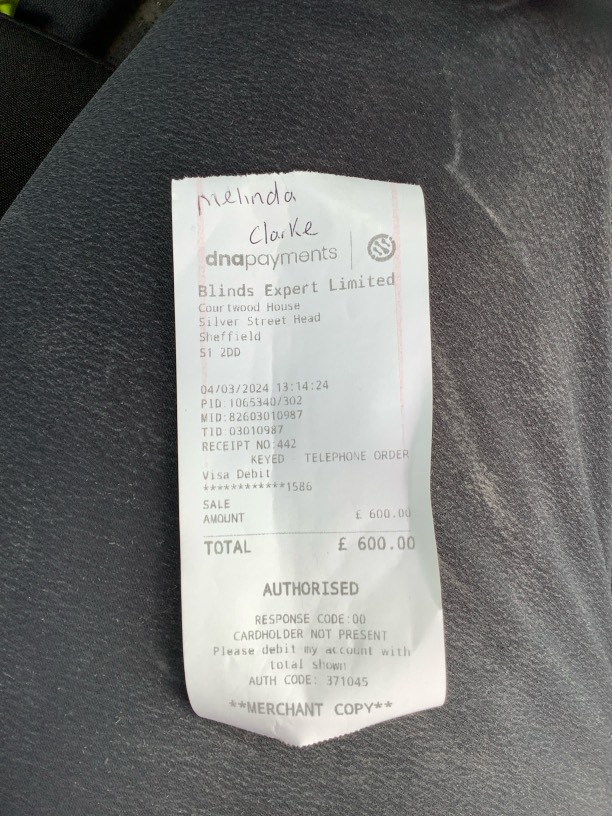 Melinda
Clarke
dnapayments
Blinds Expert Limited
Courtwood House
Silver Street Head
Sheffield
S1 2DD
04/03/2024 13:14:24
PID:1065340/302
MID:82603010987
TID:03010987
RECEIPT NO:442
KEYED TELEPHONE ORDER
Visa Debit
************1586
SALE
AMOUNT £ 600.00
TOTAL £ 600.00
AUTHORISED
RESPONSE CODE:00
CARDHOLDER NOT PRESENT
Please debit my account with
total shown
AUTH CODE: 371045
**MERCHANT COPY**